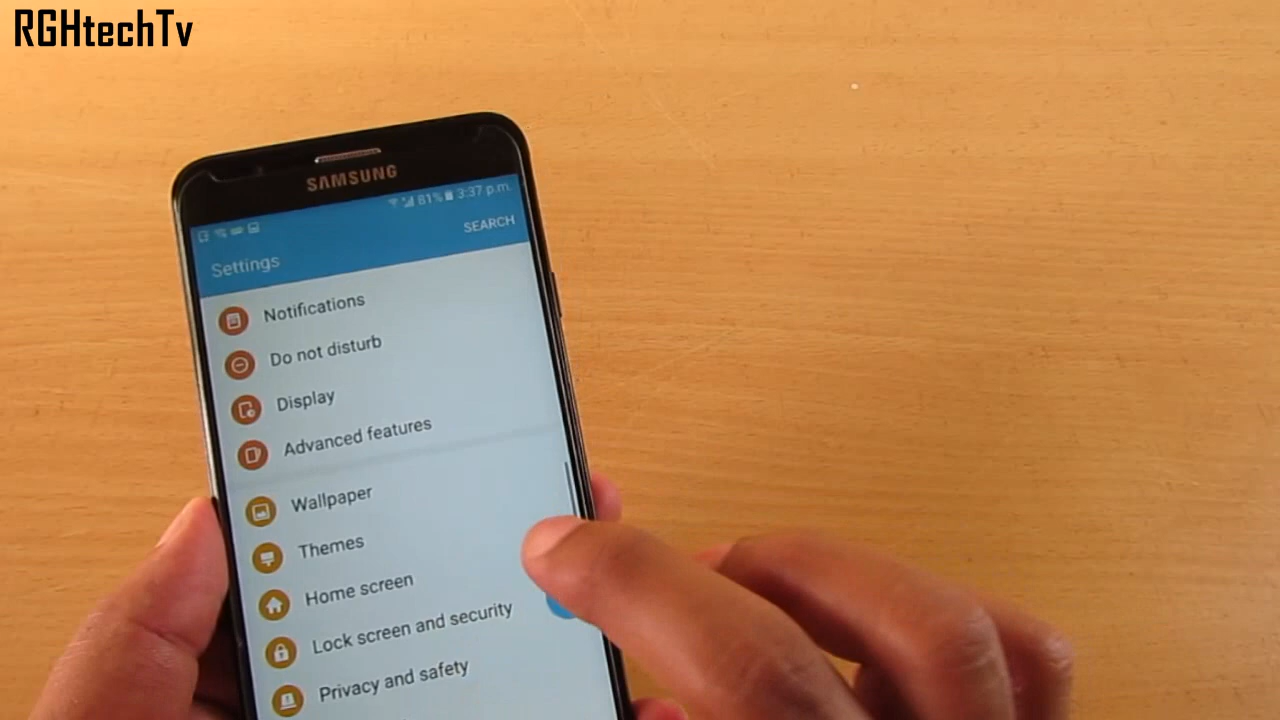 RGHtechTv
SAMSUNG
81% 3:37 p.m.
SEARCH
Settings
Notifications
Do not disturb
Display
Advanced features
Wallpaper
Themes
Home screen
Lock screen and security
Privacy and safety